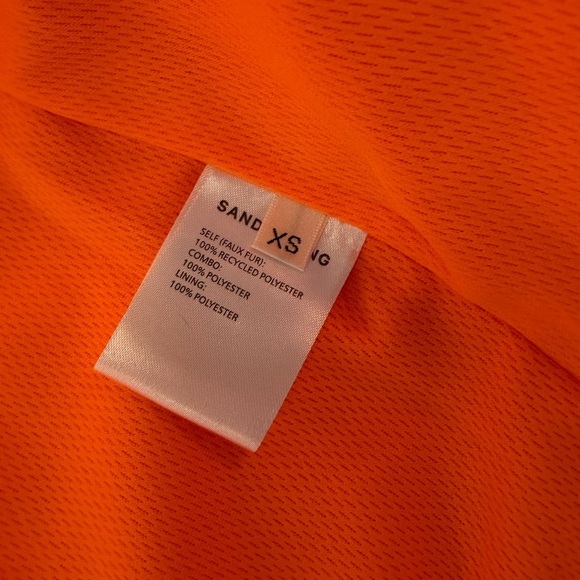 SAND NG
XS
SELF (FAUX FUR):
100% RECYCLED POLYESTER
COMBO:
100% POLYESTER
LINING:
100% POLYESTER